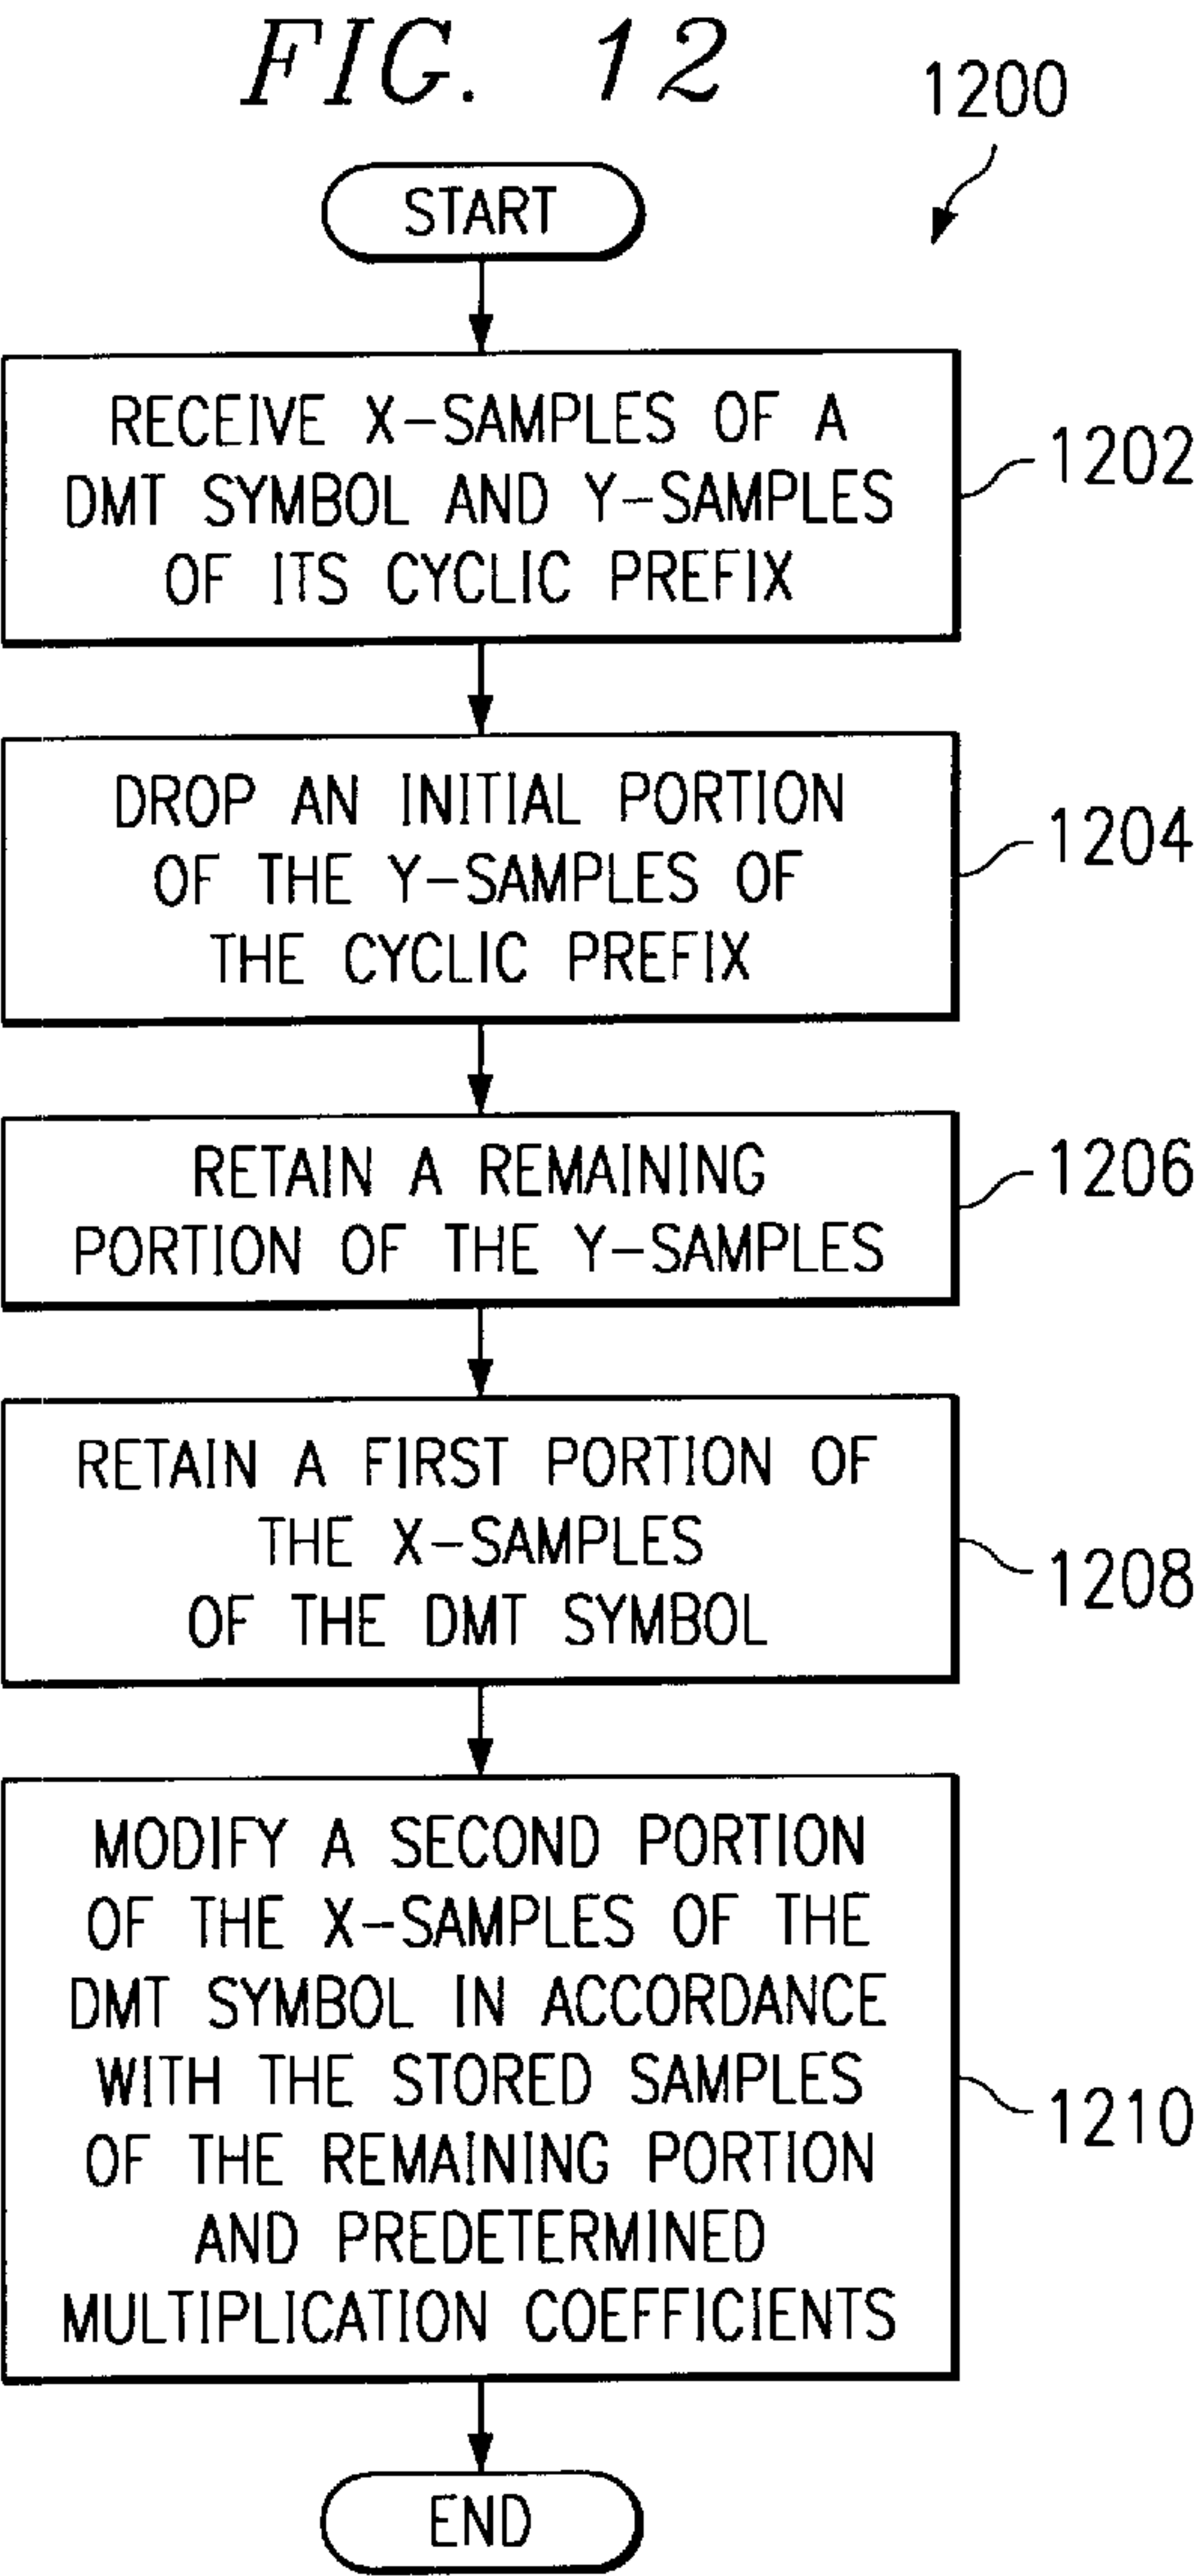 FIG. 12
1200
START
RECEIVE X-SAMPLES OF A
DMT SYMBOL AND Y-SAMPLES
OF ITS CYCLIC PREFIX
1202
DROP AN INITIAL PORTION
OF THE Y-SAMPLES OF
THE CYCLIC PREFIX
1204
RETAIN A REMAINING
PORTION OF THE Y-SAMPLES
1206
RETAIN A FIRST PORTION OF
THE X-SAMPLES
OF THE DMT SYMBOL
1208
MODIFY A SECOND PORTION
OF THE X-SAMPLES OF THE
DMT SYMBOL IN ACCORDANCE
WITH THE STORED SAMPLES
OF THE REMAINING PORTION
AND PREDETERMINED
MULTIPLICATION COEFFICIENTS
1210
END